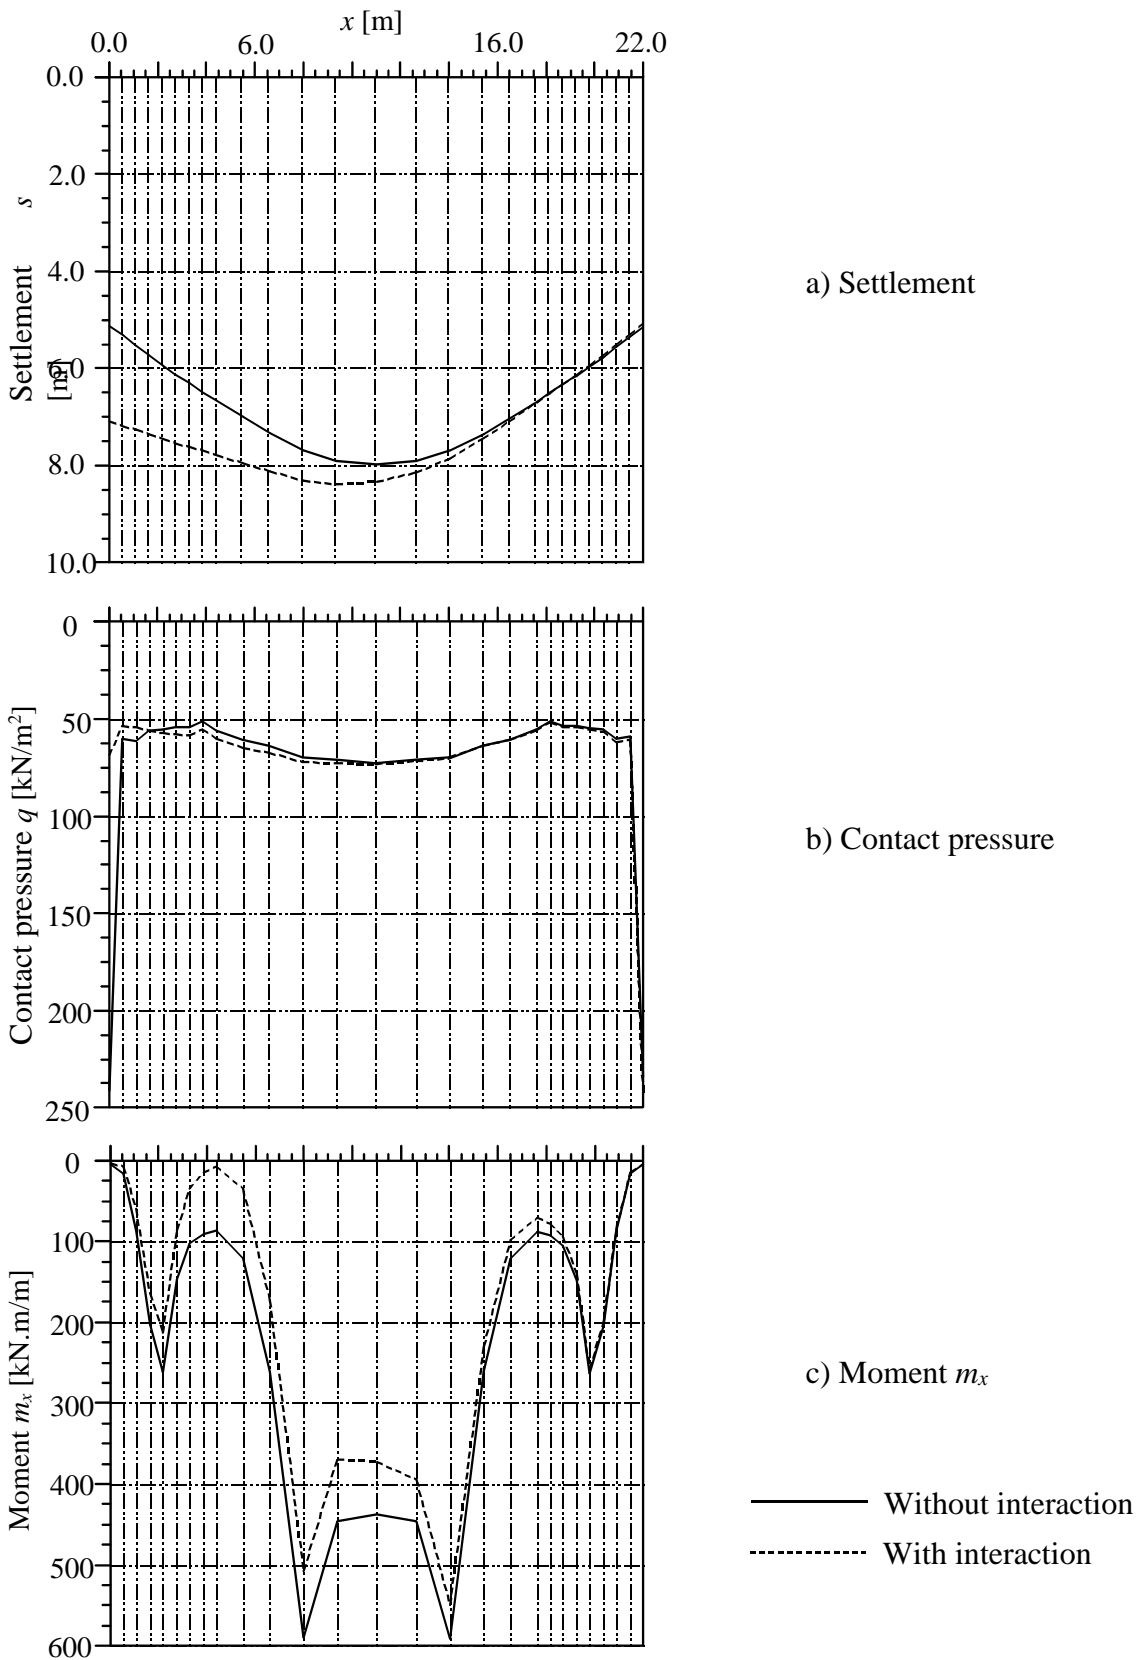 x [m]
0.0 6.0 16.0 22.0
0.0
2.0
4.0
6.0
8.0
10.0
Settlement s
[m]
a) Settlement
0
50
100
150
200
250
Contact pressure q [kN/m²]
b) Contact pressure
0
100
200
300
400
500
600
Moment mx [kN.m/m]
c) Moment mx
Without interaction
With interaction